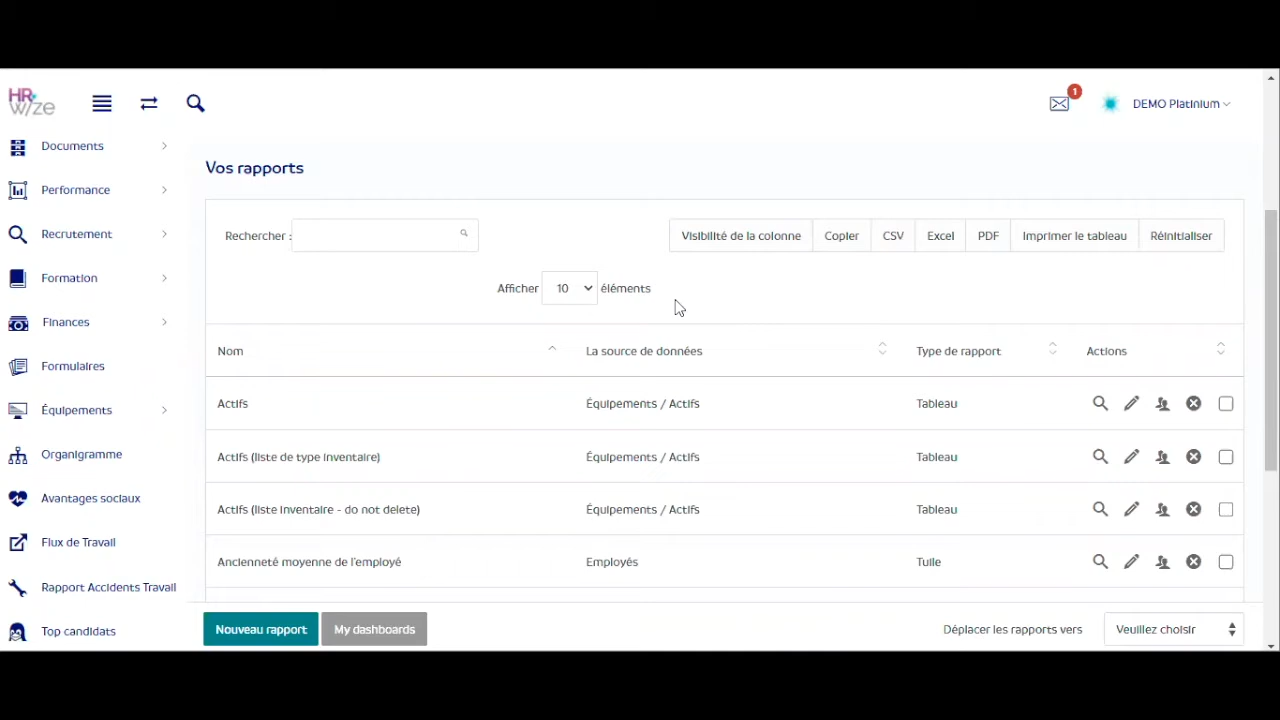 HR
wize
1
DEMO Platinium
Documents
Performance
Recrutement
Formation
Finances
Formulaires
Équipements
Organigramme
Avantages sociaux
Flux de Travail
Rapport Accidents Travail
Top candidats
Vos rapports
Rechercher :
Visibilité de la colonne Copier CSV Excel PDF Imprimer le tableau Réinitialiser
Afficher 10 éléments
Nom La source de données Type de rapport Actions
Actifs Équipements / Actifs Tableau
Actifs (liste de type inventaire) Équipements / Actifs Tableau
Actifs (liste inventaire - do not delete) Équipements / Actifs Tableau
Ancienneté moyenne de l'employé Employés Tuile
Nouveau rapport My dashboards Déplacer les rapports vers Veuillez choisir